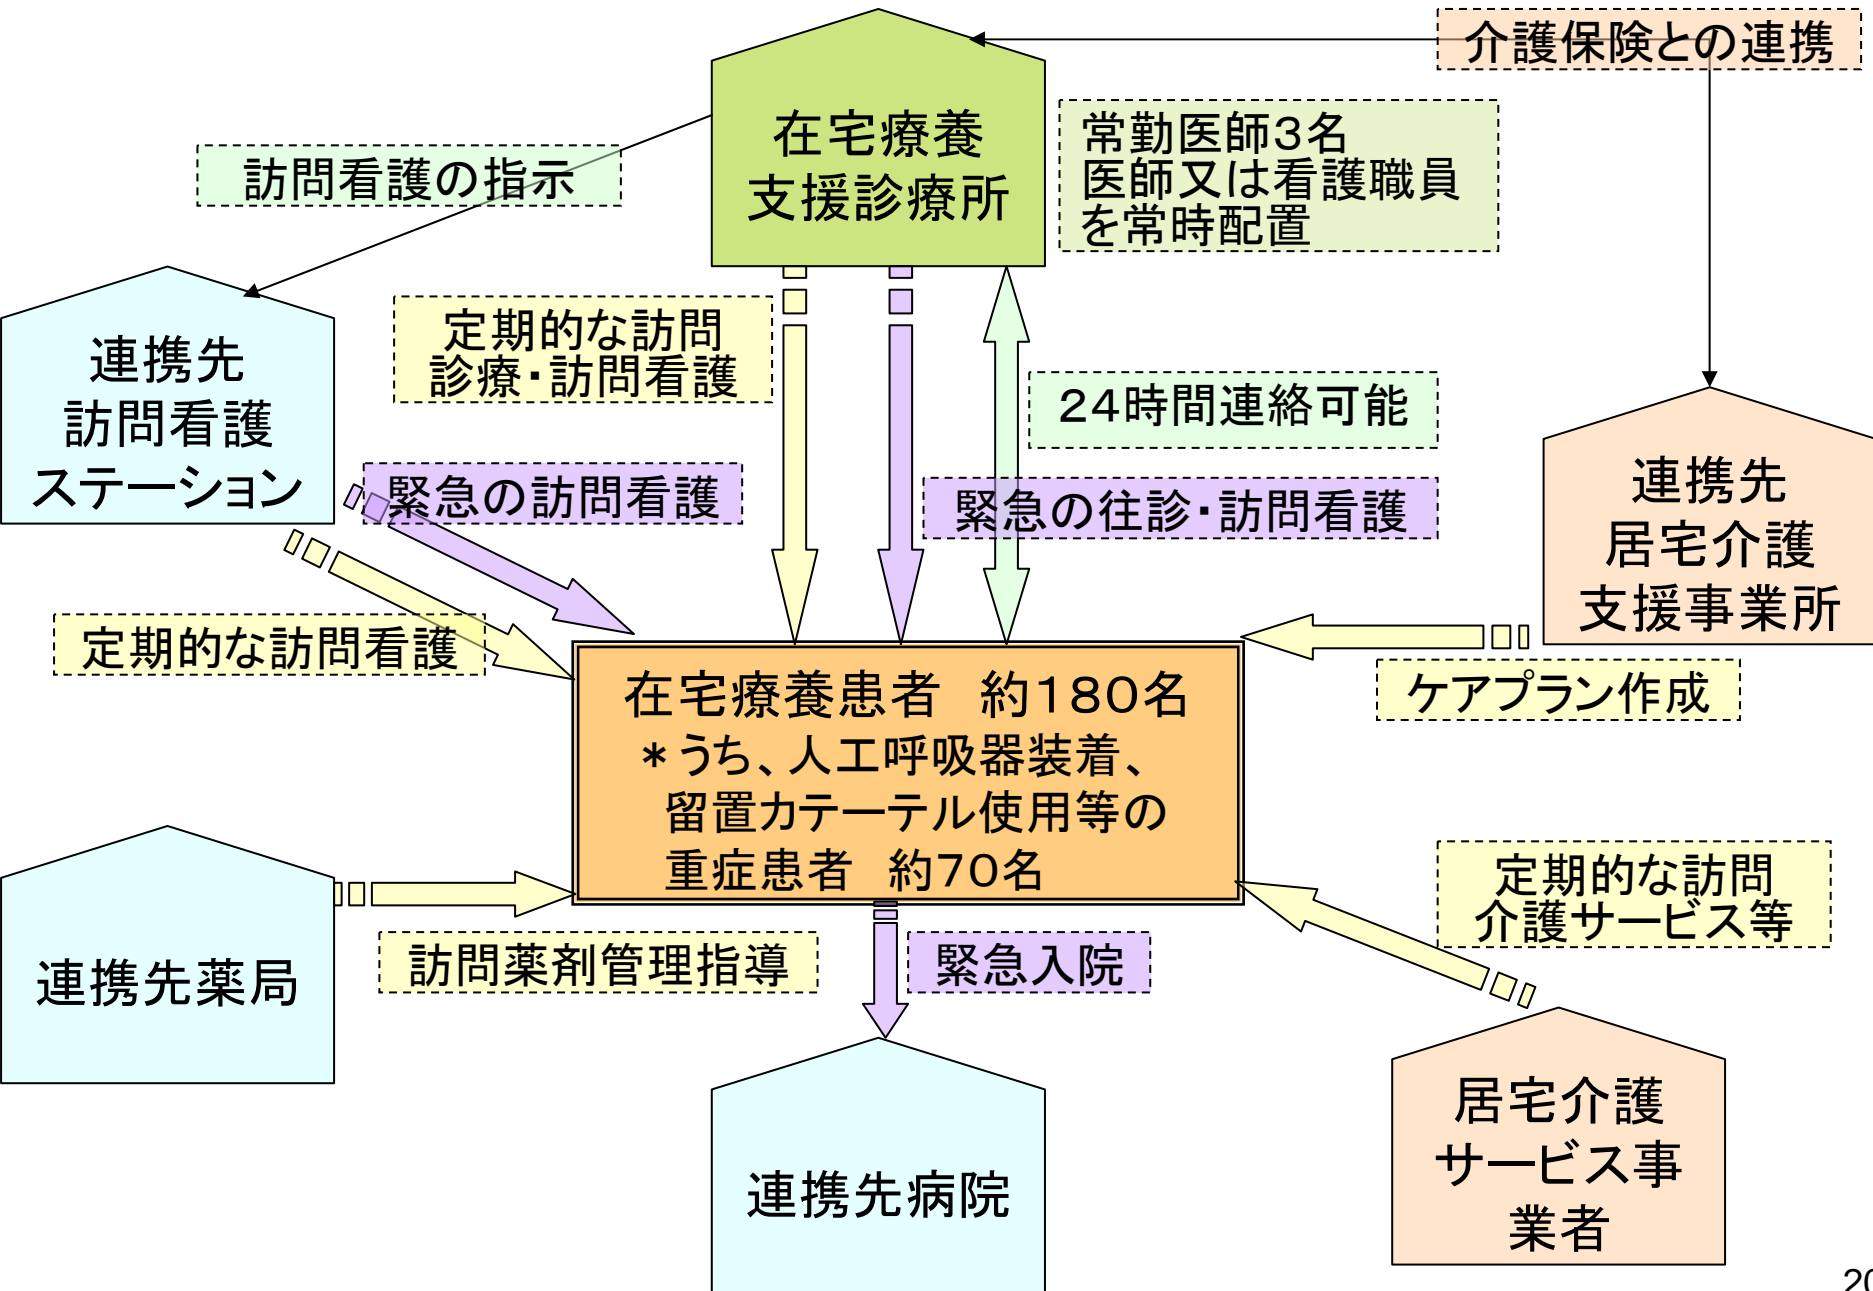 介護保険との連携
在宅療養
支援診療所
常勤医師３名
医師又は看護職員
を常時配置
訪問看護の指示
定期的な訪問
診療・訪問看護
連携先
訪問看護
ステーション
２４時間連絡可能
緊急の訪問看護
緊急の往診・訪問看護
連携先
居宅介護
支援事業所
定期的な訪問看護
ケアプラン作成
在宅療養患者　約１８０名
＊うち、人工呼吸器装着、
留置カテーテル使用等の
重症患者　約７０名
定期的な訪問
介護サービス等
連携先薬局
訪問薬剤管理指導
緊急入院
連携先病院
居宅介護
サービス事
業者